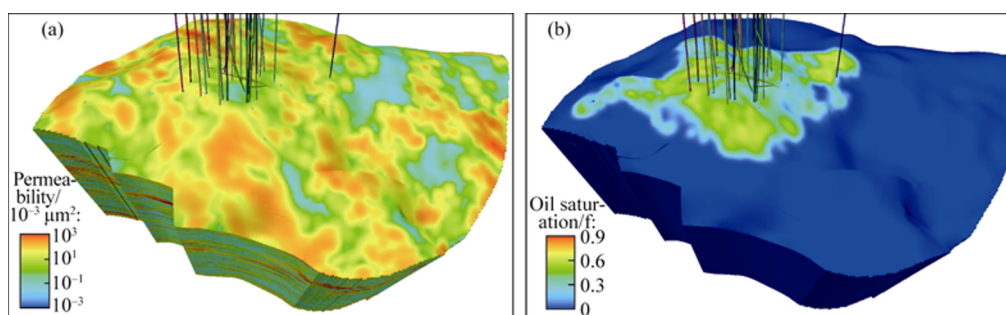 (a)
Permea-
bility/
10⁻³ μm²:
10³
10¹
10⁻¹
10⁻³
(b)
Oil satur-
ation/f:
0.9
0.6
0.3
0